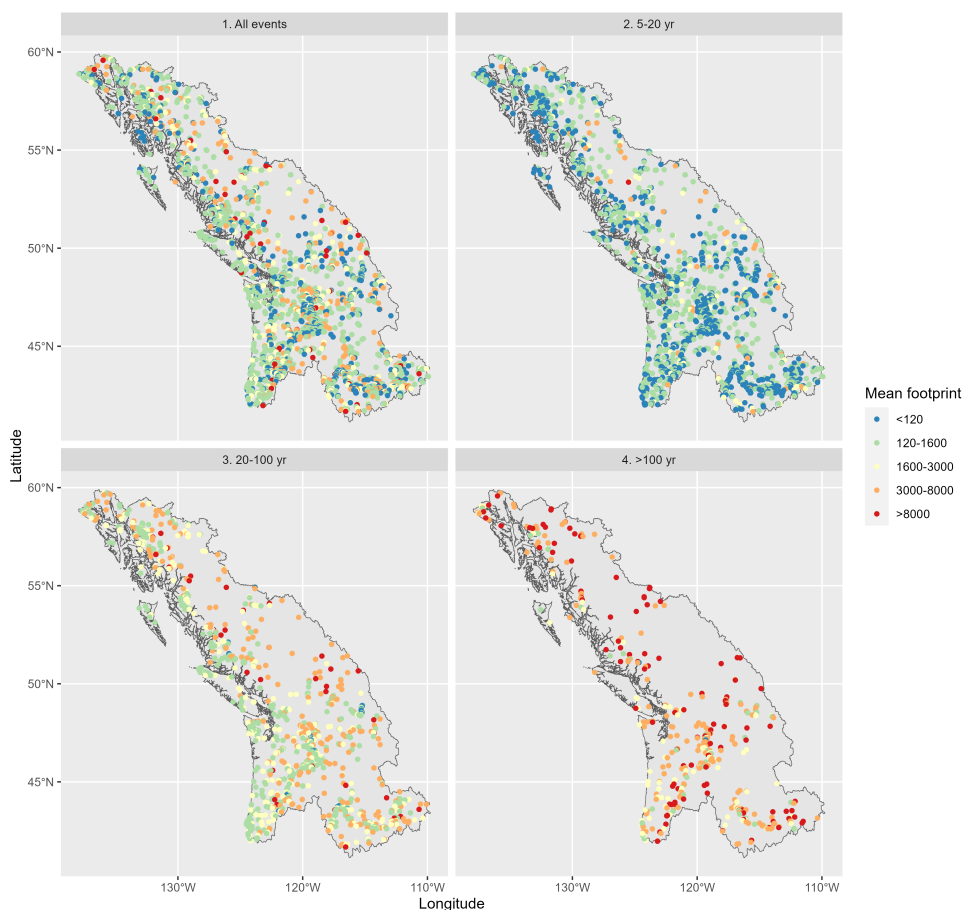 1. All events
2. 5-20 yr
60°N
55°N
50°N
45°N
3. 20-100 yr
4. >100 yr
60°N
55°N
50°N
45°N
130°W
120°W
110°W
130°W
120°W
110°W
Longitude
Latitude
Mean footprint
<120
120-1600
1600-3000
3000-8000
>8000